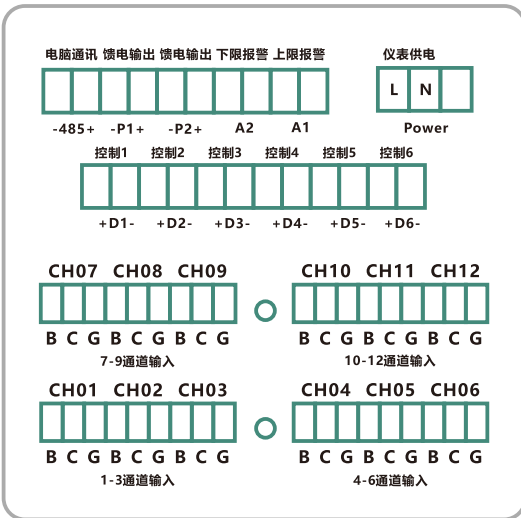 电脑通讯 馈电输出 馈电输出 下限报警 上限报警 仪表供电
L N
-485+ -P1+ -P2+ A2 A1 Power
控制1 控制2 控制3 控制4 控制5 控制6
+D1- +D2- +D3- +D4- +D5- +D6-
CH07 CH08 CH09 CH10 CH11 CH12
B C G B C G B C G B C G B C G B C G
7-9通道输入 10-12通道输入
CH01 CH02 CH03 CH04 CH05 CH06
B C G B C G B C G B C G B C G B C G
1-3通道输入 4-6通道输入